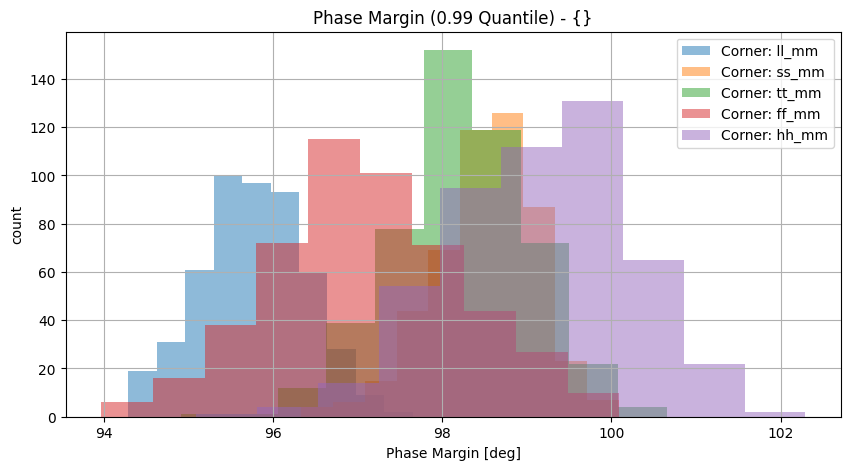 Phase Margin (0.99 Quantile) - {}
Corner: ll_mm
Corner: ss_mm
Corner: tt_mm
Corner: ff_mm
Corner: hh_mm
count
140
120
100
80
60
40
20
0
94 96 98 100 102
Phase Margin [deg]